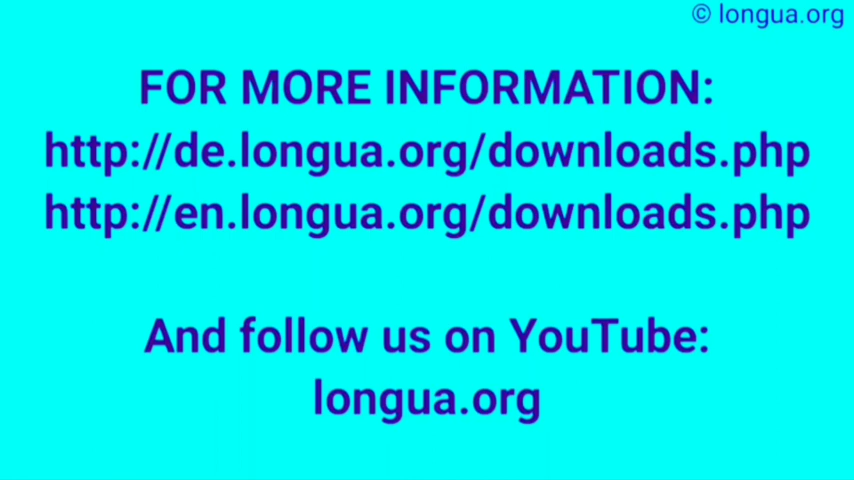 © longua.org
FOR MORE INFORMATION:
http://de.longua.org/downloads.php
http://en.longua.org/downloads.php
And follow us on YouTube:
longua.org